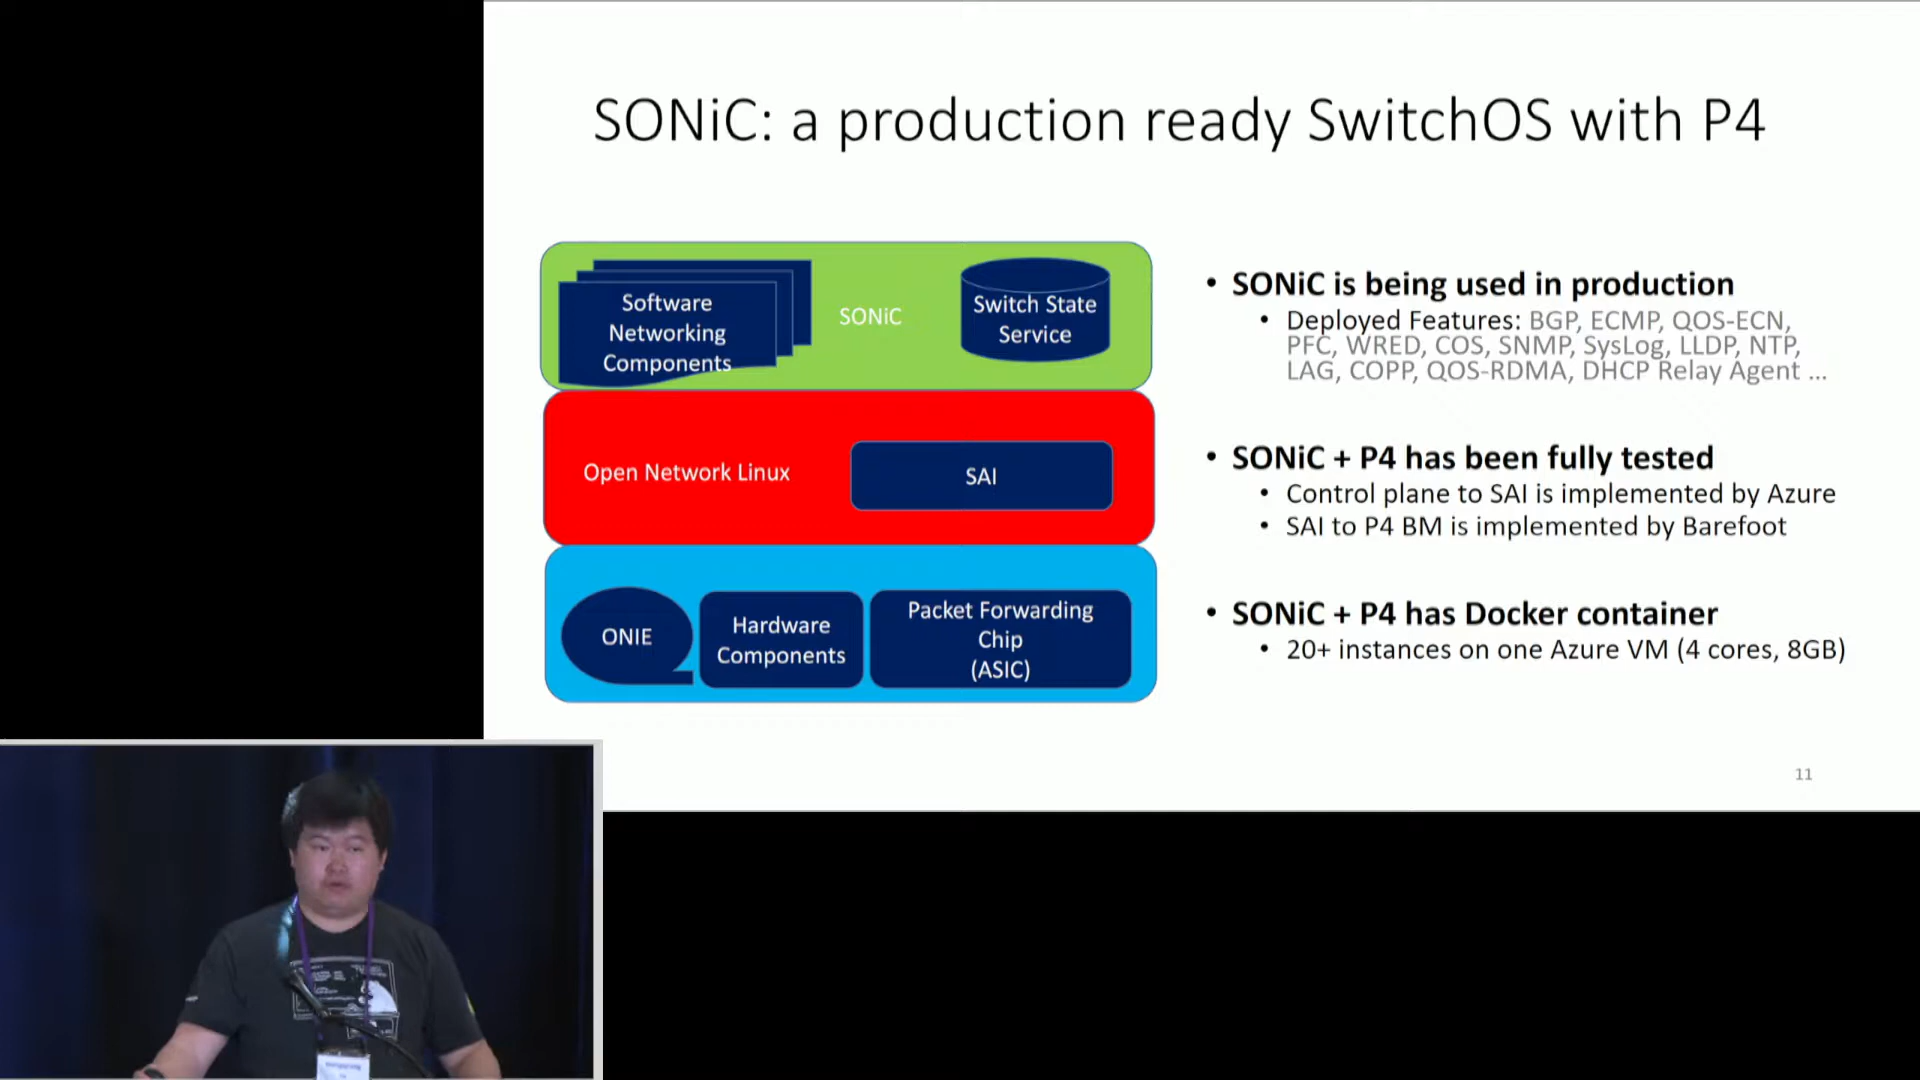 SONiC: a production ready SwitchOS with P4
Software
Networking
Components
SONiC
Switch State
Service
Open Network Linux
SAI
ONIE
Hardware
Components
Packet Forwarding
Chip
(ASIC)
• SONiC is being used in production
• Deployed Features: BGP, ECMP, QOS-ECN,
PFC, WRED, COS, SNMP, SysLog, LLDP, NTP,
LAG, COPP, QOS-RDMA, DHCP Relay Agent ...
• SONiC + P4 has been fully tested
• Control plane to SAI is implemented by Azure
• SAI to P4 BM is implemented by Barefoot
• SONiC + P4 has Docker container
• 20+ instances on one Azure VM (4 cores, 8GB)
11